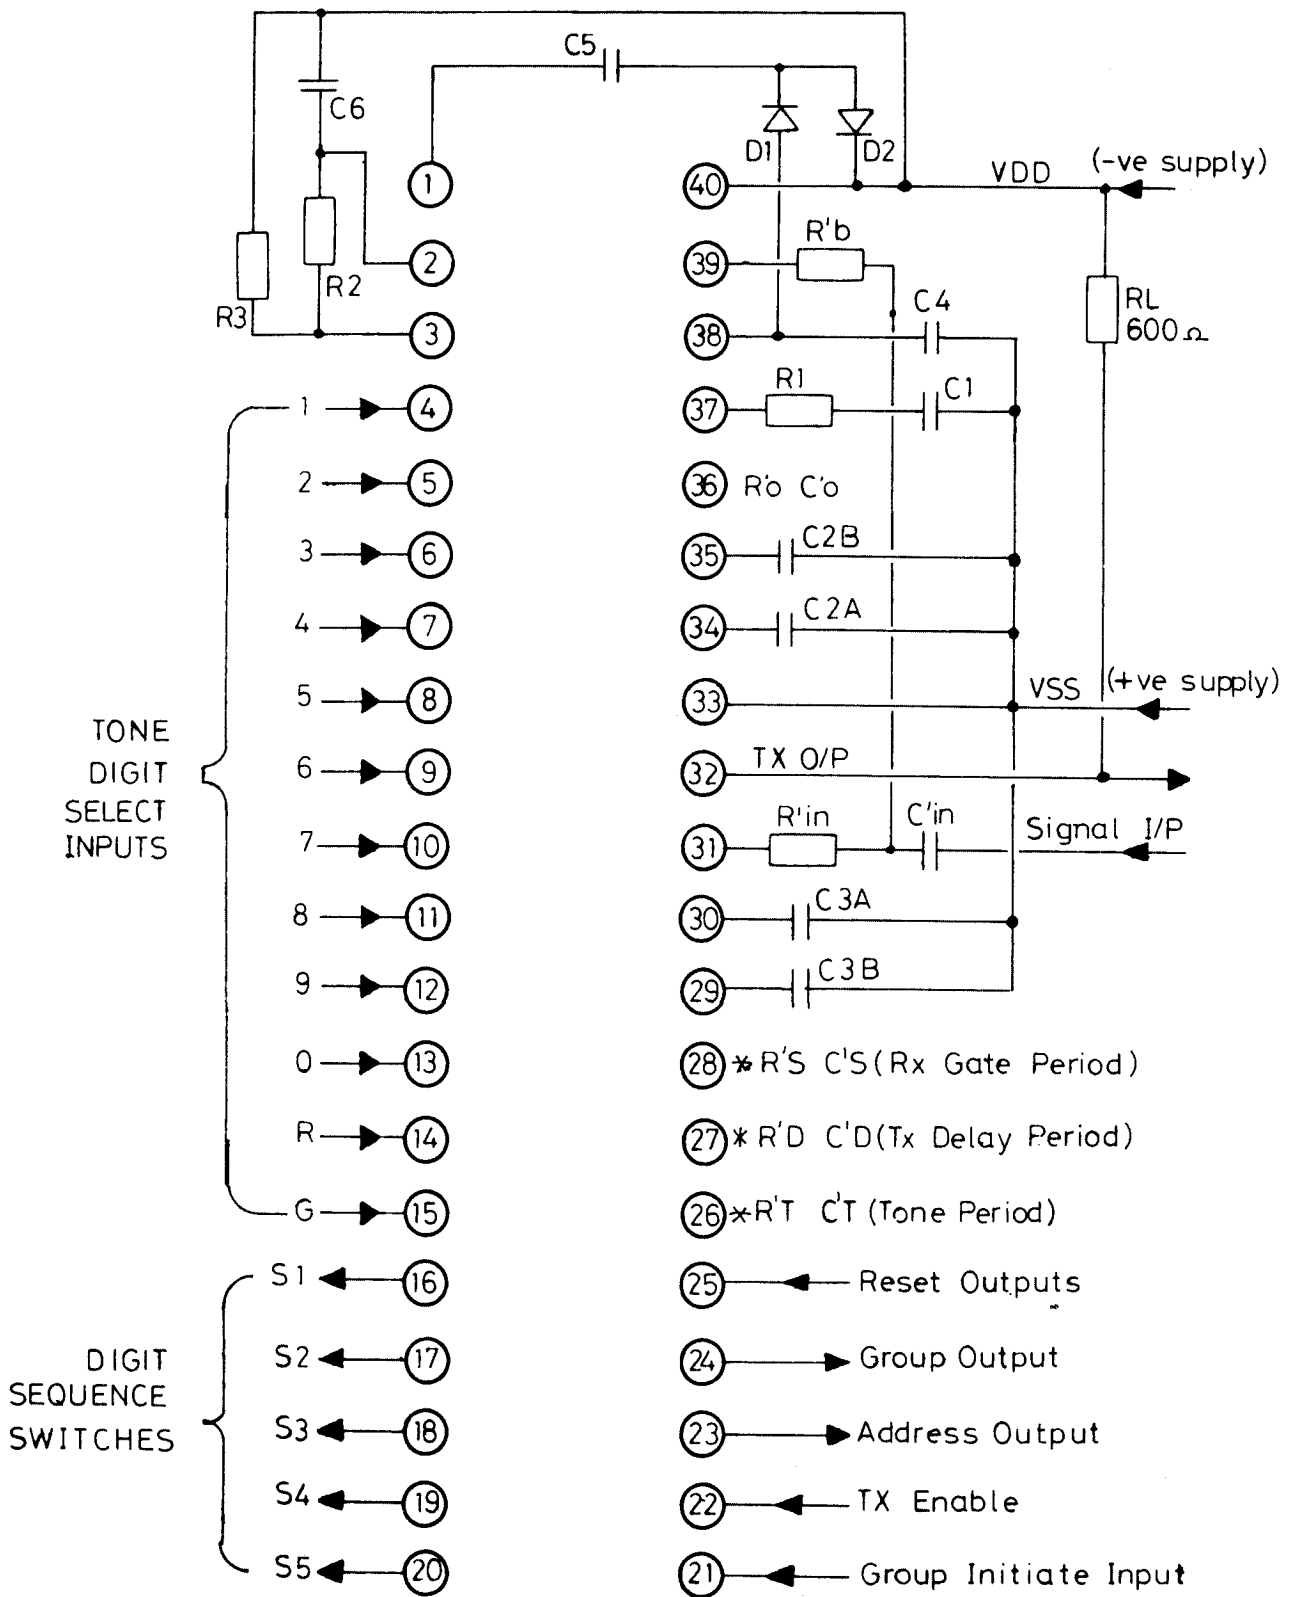 C5
C6
D1
D2
VDD
(-ve supply)
1
40
R'b
2
39
R2
R3
C4
RL
600Ω
3
38
R1
C1
1
4
37
2
5
36
R'o C'o
3
6
35
C2B
4
7
34
C2A
5
8
33
VSS
(+ve supply)
TONE
DIGIT
SELECT
INPUTS
6
9
32
TX O/P
7
10
31
R'in
C'in
Signal I/P
8
11
30
C3A
9
12
29
C3B
0
13
28
* R'S C'S (Rx Gate Period)
R
14
27
* R'D C'D (Tx Delay Period)
G
15
26
* R'T C'T (Tone Period)
S1
16
25
Reset Outputs
DIGIT
SEQUENCE
SWITCHES
S2
17
24
Group Output
S3
18
23
Address Output
S4
19
22
TX Enable
S5
20
21
Group Initiate Input